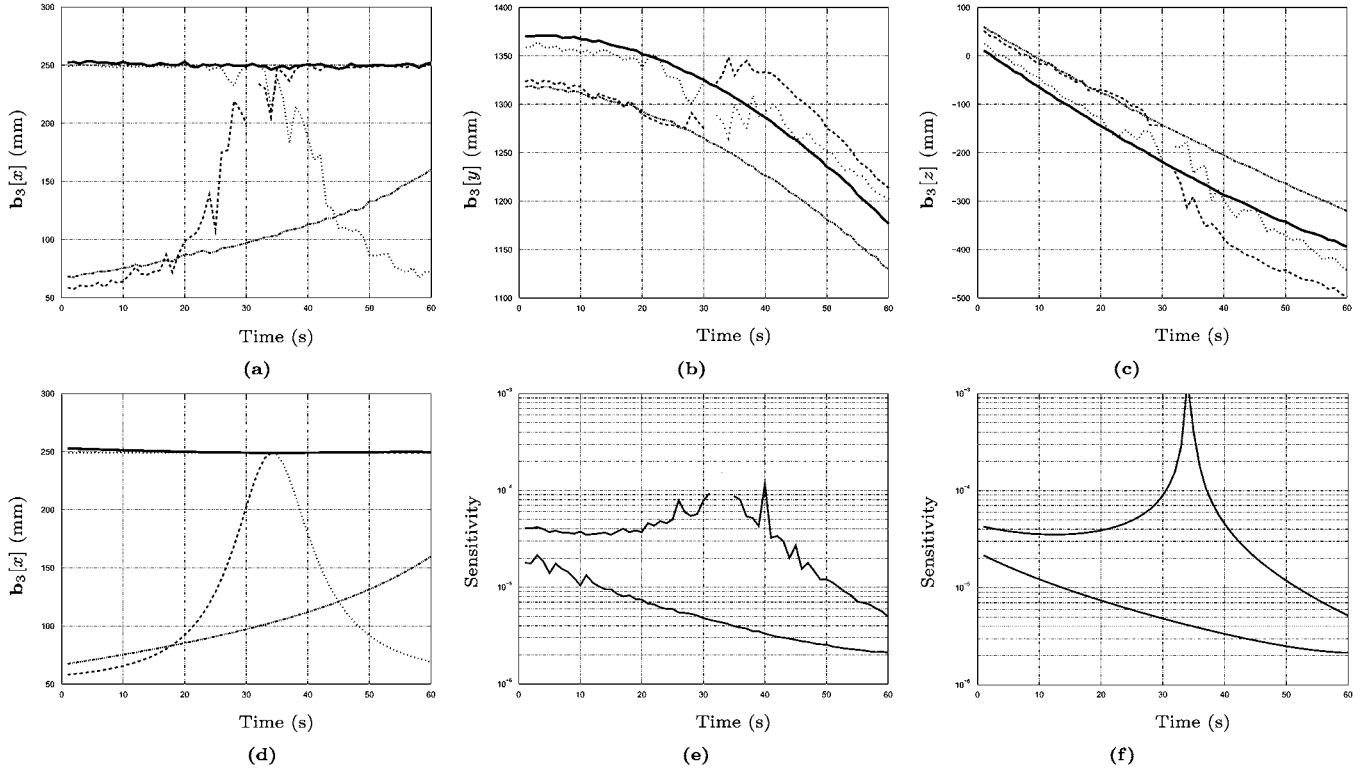 300
250
200
150
100
50
0 10 20 30 40 50 60
b₃[x] (mm)
Time (s)
(a)
1400
1350
1300
1250
1200
1150
1100
0 10 20 30 40 50 60
b₃[y] (mm)
Time (s)
(b)
100
0
−100
−200
−300
−400
−500
0 10 20 30 40 50 60
b₃[z] (mm)
Time (s)
(c)
300
250
200
150
100
50
0 10 20 30 40 50 60
b₃[x] (mm)
Time (s)
(d)
10⁻³
10⁻⁴
10⁻⁵
10⁻⁶
0 10 20 30 40 50 60
Sensitivity
Time (s)
(e)
10⁻³
10⁻⁴
10⁻⁵
10⁻⁶
0 10 20 30 40 50 60
Sensitivity
Time (s)
(f)